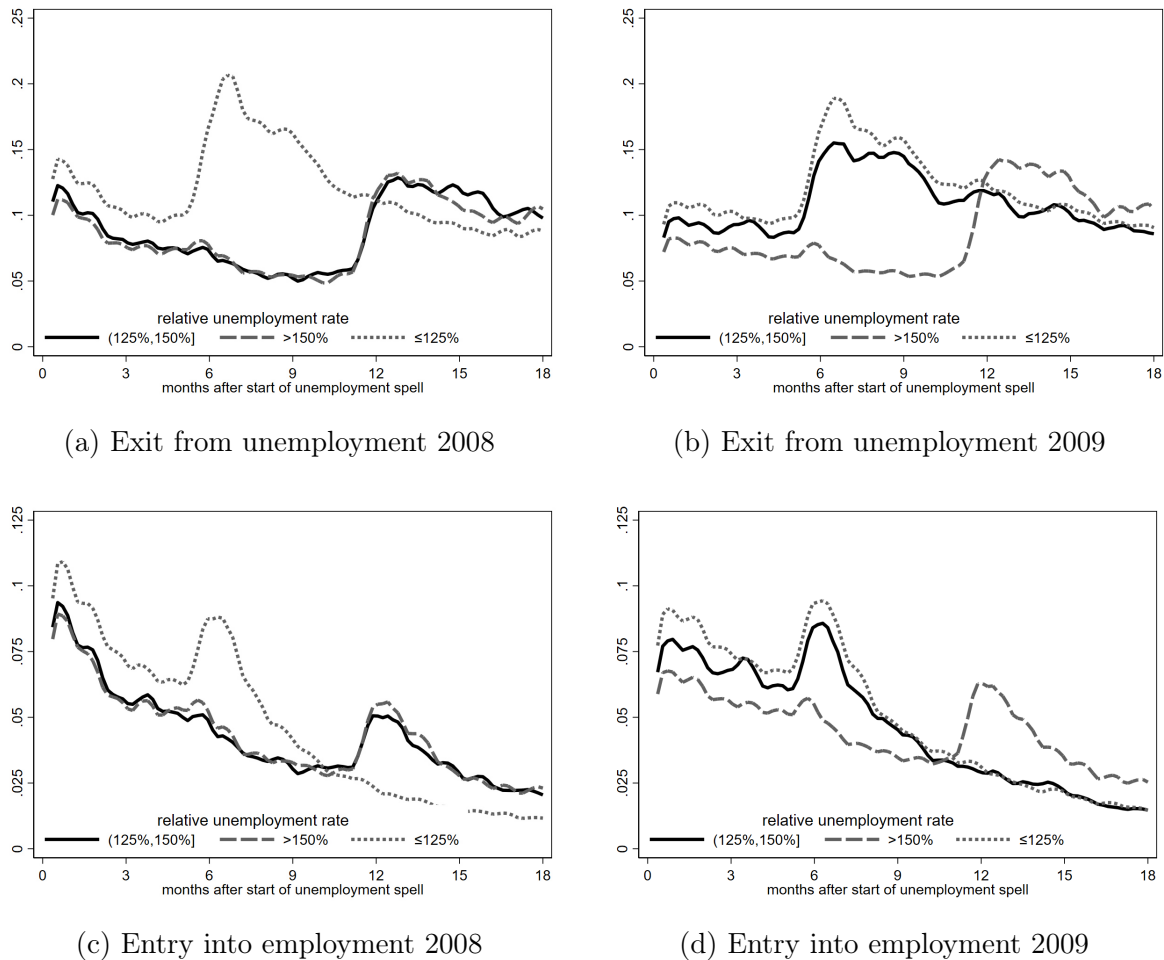 .25
.2
.15
.1
.05
0
relative unemployment rate
(125%,150%] >150% ≤125%
0 3 6 9 12 15 18
months after start of unemployment spell
(a) Exit from unemployment 2008
.25
.2
.15
.1
.05
0
relative unemployment rate
(125%,150%] >150% ≤125%
0 3 6 9 12 15 18
months after start of unemployment spell
(b) Exit from unemployment 2009
.125
.1
.075
.05
.025
0
relative unemployment rate
(125%,150%] >150% ≤125%
0 3 6 9 12 15 18
months after start of unemployment spell
(c) Entry into employment 2008
.125
.1
.075
.05
.025
0
relative unemployment rate
(125%,150%] >150% ≤125%
0 3 6 9 12 15 18
months after start of unemployment spell
(d) Entry into employment 2009